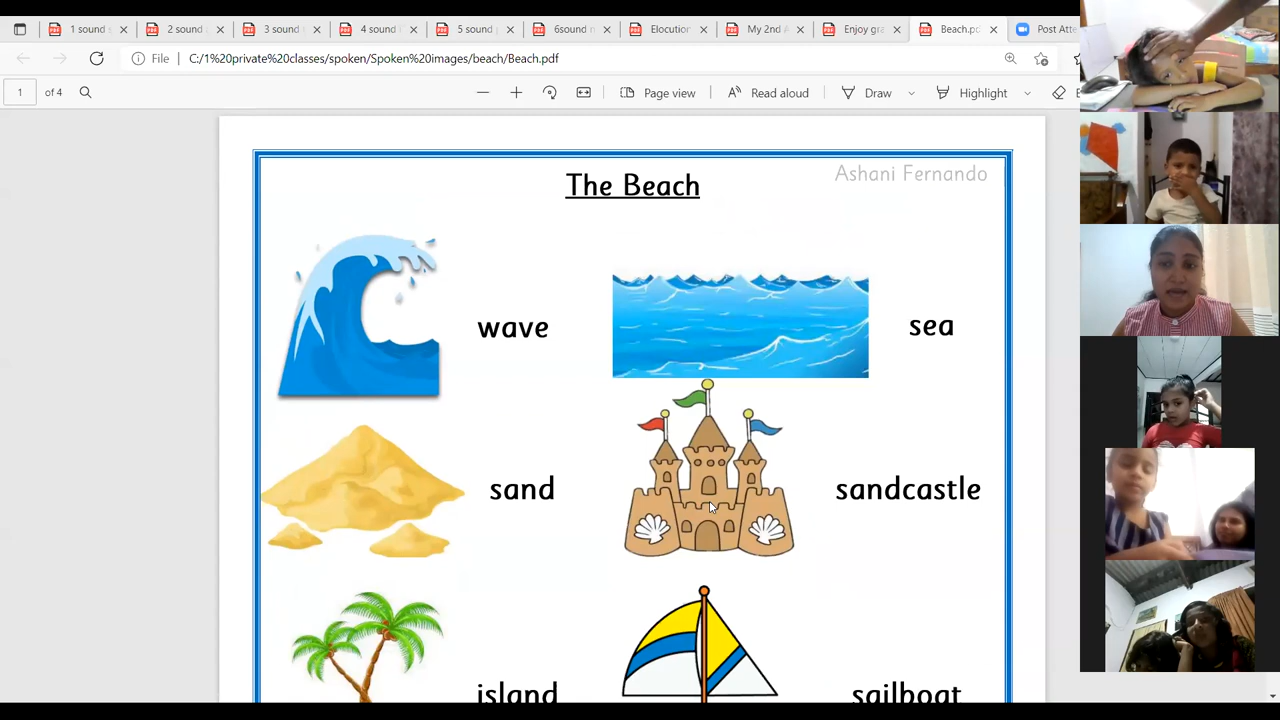 1 sound
2 sound
3 sound
4 sound
5 sound
6sound
Elocution
My 2nd
Enjoy gra
Beach.pd
Post Atte
File
C:/1%20private%20classes/spoken/Spoken%20images/beach/Beach.pdf
1
of 4
Page view
Read aloud
Draw
Highlight
The Beach
Ashani Fernando
wave
sea
sand
sandcastle
island
sailboat